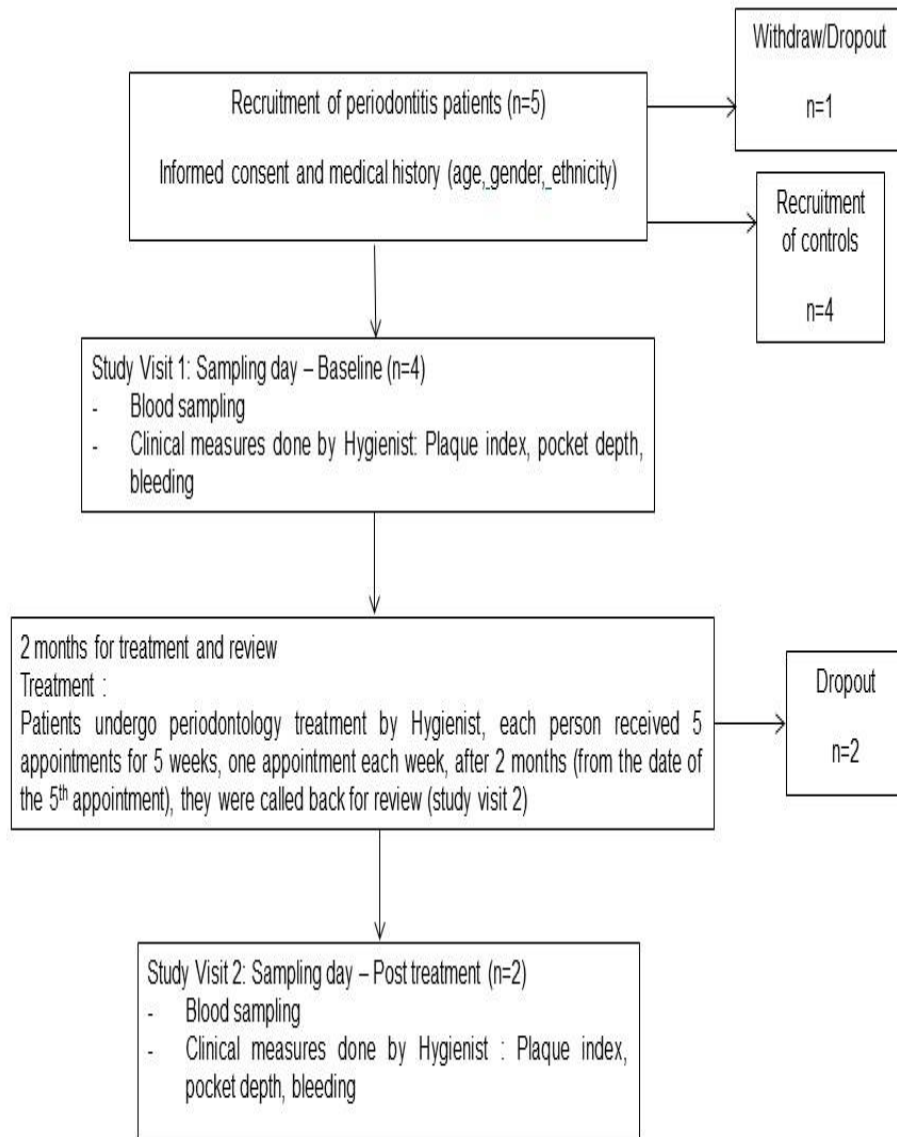 Withdraw/Dropout
n=1
Recruitment of periodontitis patients (n=5)
Informed consent and medical history (age, gender, ethnicity)
Recruitment
of controls
n=4
Study Visit 1: Sampling day – Baseline (n=4)
- Blood sampling
- Clinical measures done by Hygienist: Plaque index, pocket depth,
bleeding
2 months for treatment and review
Treatment :
Patients undergo periodontology treatment by Hygienist, each person received 5
appointments for 5 weeks, one appointment each week, after 2 months (from the date of
the 5th appointment), they were called back for review (study visit 2)
Dropout
n=2
Study Visit 2: Sampling day – Post treatment (n=2)
- Blood sampling
- Clinical measures done by Hygienist : Plaque index,
pocket depth, bleeding